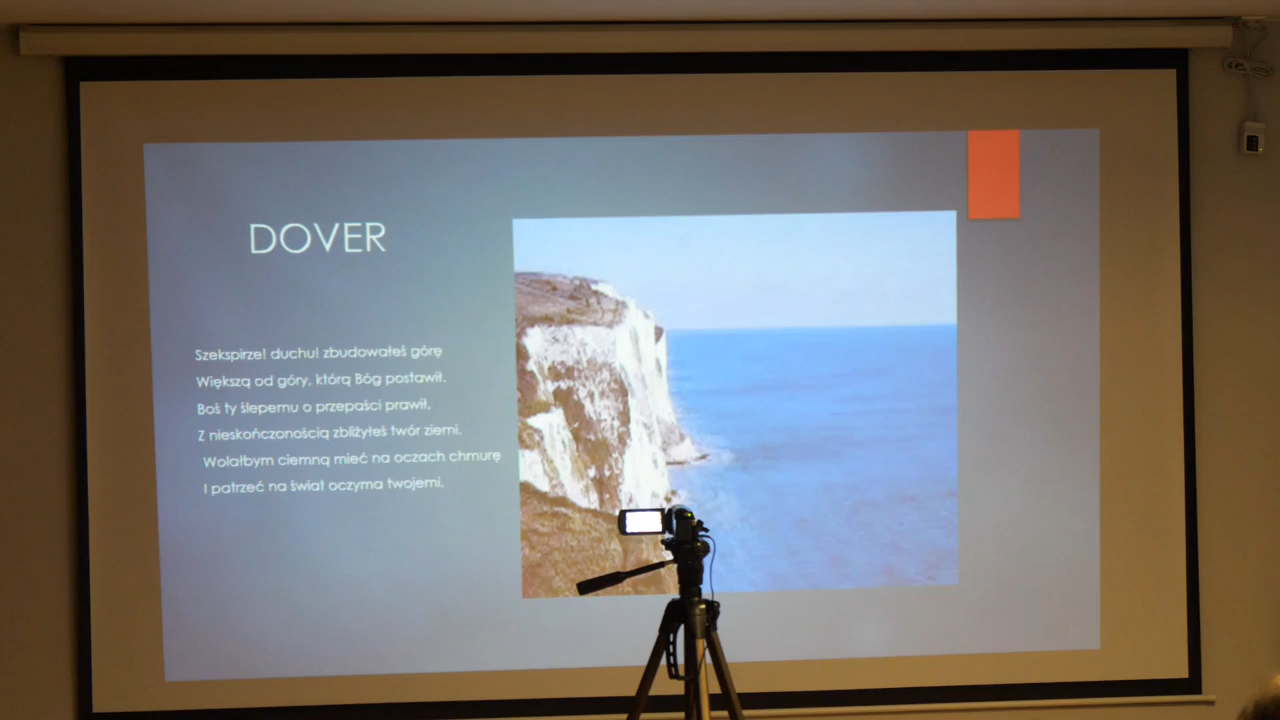 DOVER
Szekspirze! duchu! zbudowałeś górę
Większą od góry, którą Bóg postawił.
Boś ty ślepemu o przepaści prawił,
Z nieskończonością zbliżyłeś twór ziemi.
Wolałbym ciemną mieć na oczach chmurę
I patrzeć na świat oczyma twojemi.